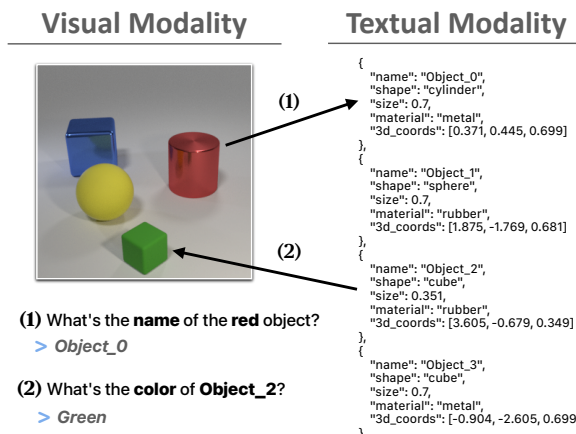 Visual Modality
Textual Modality
(1)
(2)
(1) What's the name of the red object?
> Object_0
(2) What's the color of Object_2?
> Green
{
"name": "Object_0",
"shape": "cylinder",
"size": 0.7,
"material": "metal",
"3d_coords": [0.371, 0.445, 0.699]
},
{
"name": "Object_1",
"shape": "sphere",
"size": 0.7,
"material": "rubber",
"3d_coords": [1.875, -1.769, 0.681]
},
{
"name": "Object_2",
"shape": "cube",
"size": 0.351,
"material": "rubber",
"3d_coords": [3.605, -0.679, 0.349]
},
{
"name": "Object_3",
"shape": "cube",
"size": 0.7,
"material": "metal",
"3d_coords": [-0.904, -2.605, 0.699
}